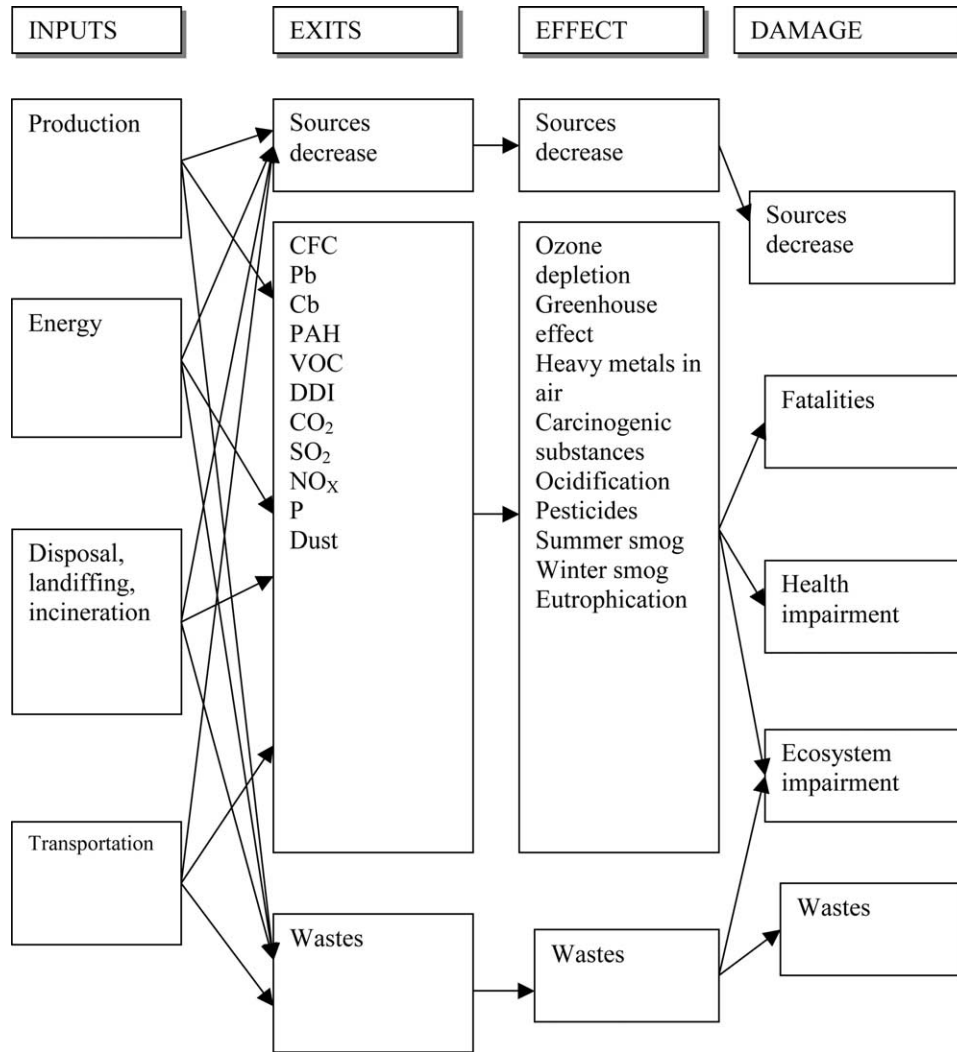 INPUTS
EXITS
EFFECT
DAMAGE
Production
Energy
Disposal,
landiffing,
incineration
Transportation
Sources
decrease
CFC
Pb
Cb
PAH
VOC
DDI
CO₂
SO₂
NOX
P
Dust
Wastes
Sources
decrease
Ozone
depletion
Greenhouse
effect
Heavy metals in
air
Carcinogenic
substances
Ocidification
Pesticides
Summer smog
Winter smog
Eutrophication
Wastes
Sources
decrease
Fatalities
Health
impairment
Ecosystem
impairment
Wastes